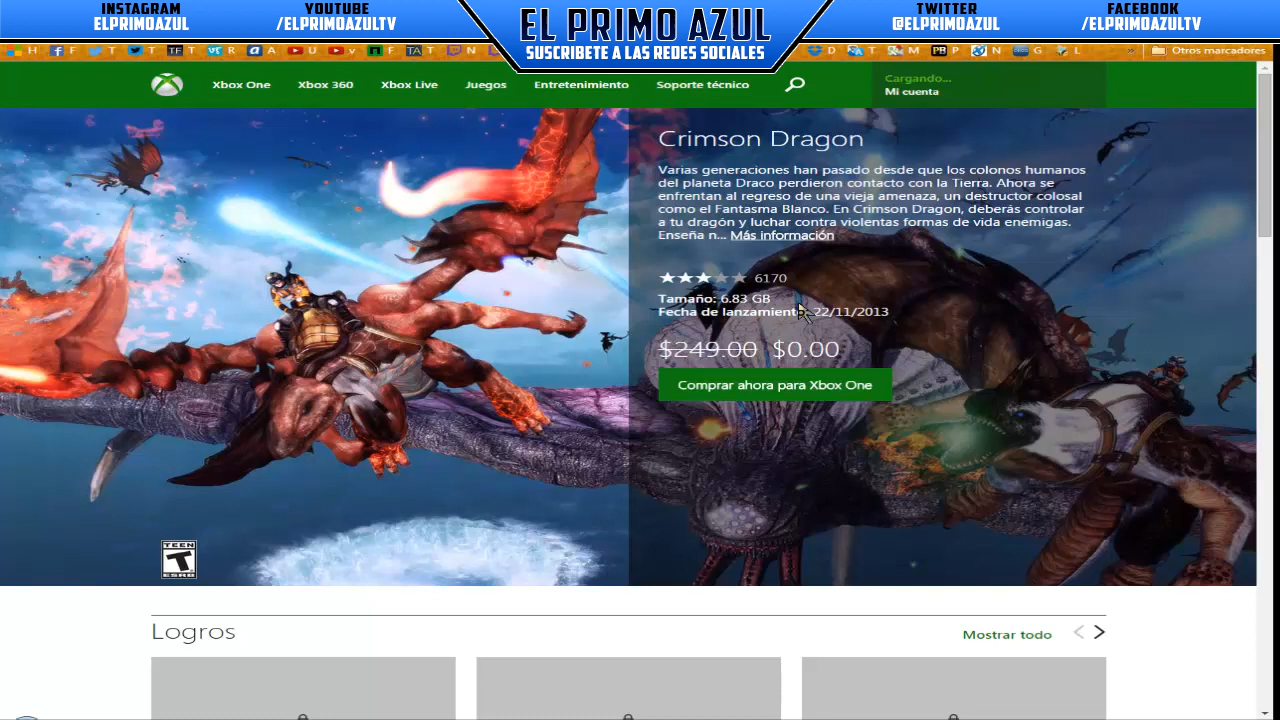 INSTAGRAM
ELPRIMOAZUL
YOUTUBE
/ELPRIMOAZULTV
EL PRIMO AZUL
SUSCRIBETE A LAS REDES SOCIALES
TWITTER
@ELPRIMOAZUL
FACEBOOK
/ELPRIMOAZULTV
H F T T T R A U v F T N D T M P N G L » Otros marcadores
Xbox One Xbox 360 Xbox Live Juegos Entretenimiento Soporte técnico
Cargando...
Mi cuenta
Crimson Dragon
Varias generaciones han pasado desde que los colonos humanos
del planeta Draco perdieron contacto con la Tierra. Ahora se
enfrentan al regreso de una vieja amenaza, un destructor colosal
como el Fantasma Blanco. En Crimson Dragon, deberás controlar
a tu dragón y luchar contra violentas formas de vida enemigas.
Enseña n... Más información
6170
Tamaño: 6.83 GB
Fecha de lanzamiento: 22/11/2013
$249.00 $0.00
Comprar ahora para Xbox One
TEEN
T
ESRB
Logros
Mostrar todo